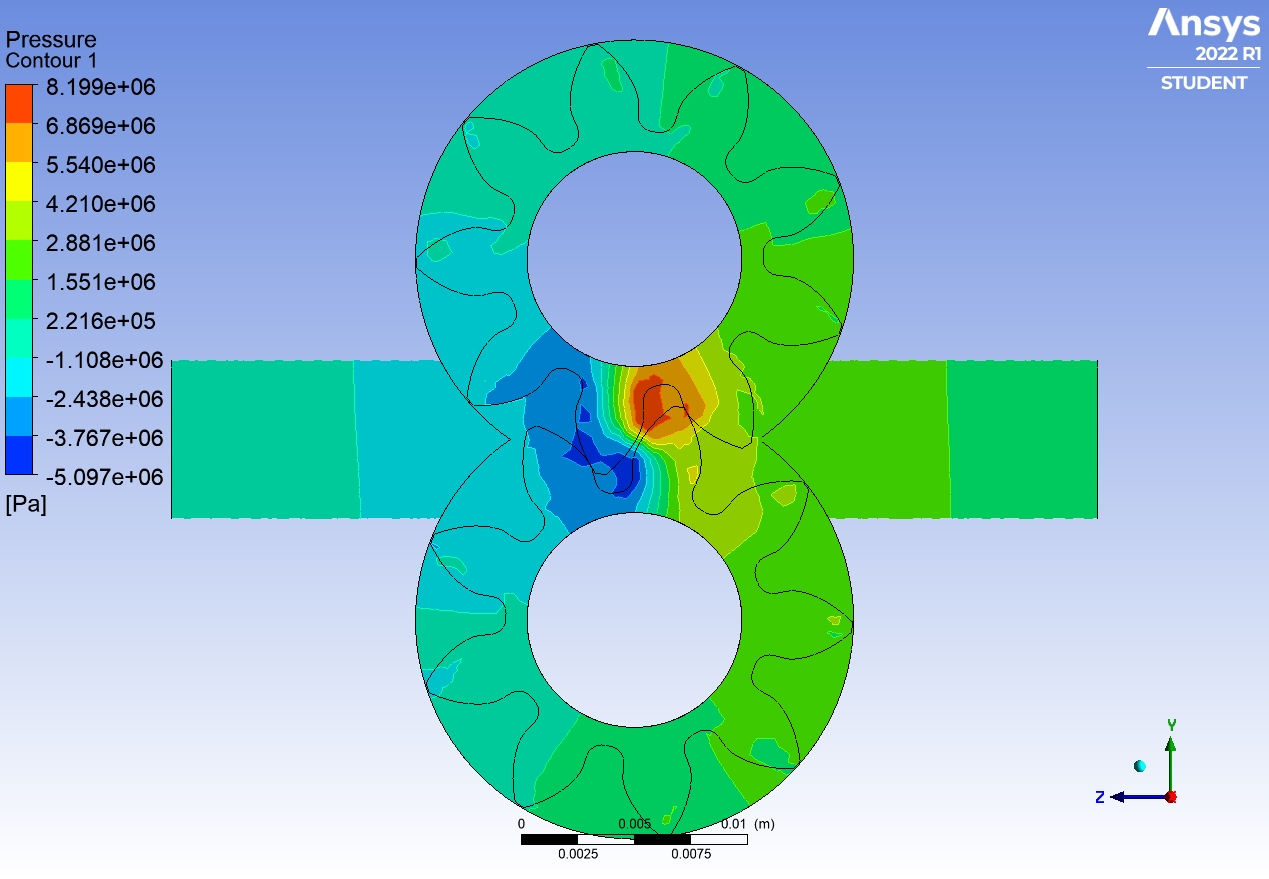 Pressure
Contour 1
8.199e+06
6.869e+06
5.540e+06
4.210e+06
2.881e+06
1.551e+06
2.216e+05
-1.108e+06
-2.438e+06
-3.767e+06
-5.097e+06
[Pa]
Ansys
2022 R1
STUDENT
Y
Z
0 0.005 0.01 (m)
0.0025 0.0075